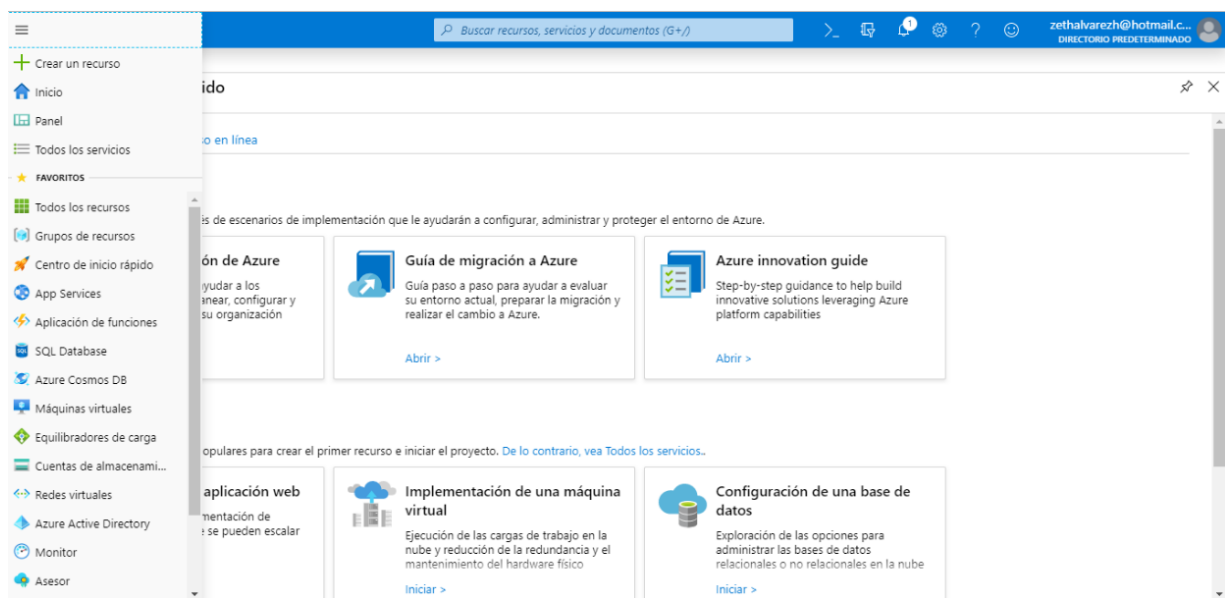 Buscar recursos, servicios y documentos (G+/)
1
zethalvarezh@hotmail.c...
DIRECTORIO PREDETERMINADO
Crear un recurso
Inicio
Panel
Todos los servicios
FAVORITOS
Todos los recursos
Grupos de recursos
Centro de inicio rápido
App Services
Aplicación de funciones
SQL Database
Azure Cosmos DB
Máquinas virtuales
Equilibradores de carga
Cuentas de almacenami...
Redes virtuales
Azure Active Directory
Monitor
Asesor
ido
o en línea
és de escenarios de implementación que le ayudarán a configurar, administrar y proteger el entorno de Azure.
ón de Azure
yudar a los
anear, configurar y
su organización
Guía de migración a Azure
Guía paso a paso para ayudar a evaluar
su entorno actual, preparar la migración y
realizar el cambio a Azure.
Abrir >
Azure innovation guide
Step-by-step guidance to help build
innovative solutions leveraging Azure
platform capabilities
Abrir >
opulares para crear el primer recurso e iniciar el proyecto. De lo contrario, vea Todos los servicios..
aplicación web
mentación de
e se pueden escalar
Implementación de una máquina
virtual
Ejecución de las cargas de trabajo en la
nube y reducción de la redundancia y el
mantenimiento del hardware físico
Iniciar >
Configuración de una base de
datos
Exploración de las opciones para
administrar las bases de datos
relacionales o no relacionales en la nube
Iniciar >